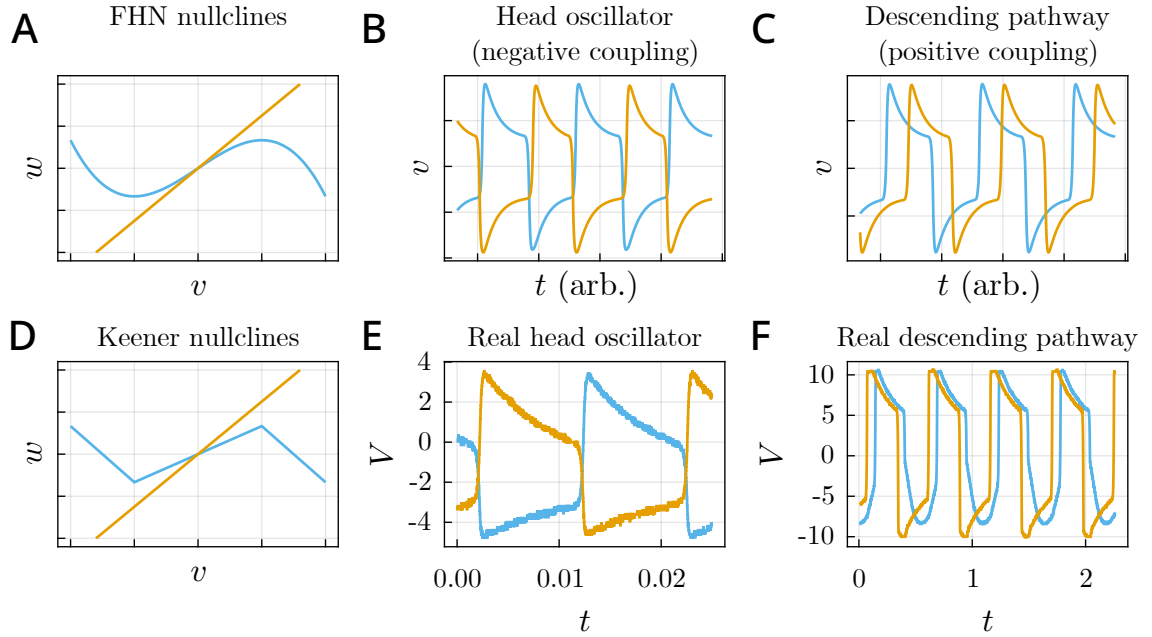 A
FHN nullclines
w
v
B
Head oscillator
(negative coupling)
v
t (arb.)
C
Descending pathway
(positive coupling)
v
t (arb.)
D
Keener nullclines
w
v
E
Real head oscillator
4
2
0
-2
-4
V
0.00
0.01
0.02
t
F
Real descending pathway
10
5
0
-5
-10
V
0
1
2
t